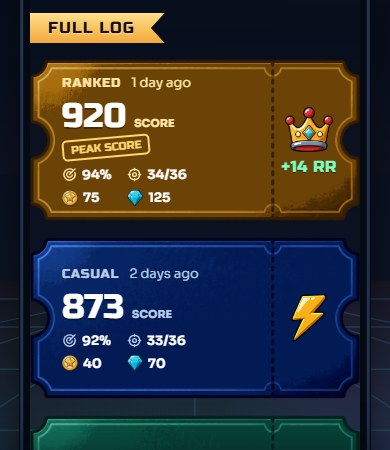 FULL LOG
RANKED 1 day ago
920 SCORE
PEAK SCORE
94% 34/36
75 125
+14 RR
CASUAL 2 days ago
873 SCORE
92% 33/36
40 70